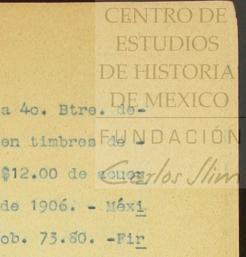 CENTRO DE
ESTUDIOS
DE HISTORIA
DE MEXICO
FUNDACIÓN
Carlos Slim
a 4o. Btre. de-
en timbres de -
$12.00 de
de 1906. - Méxi
ob. 73.80. -Fir